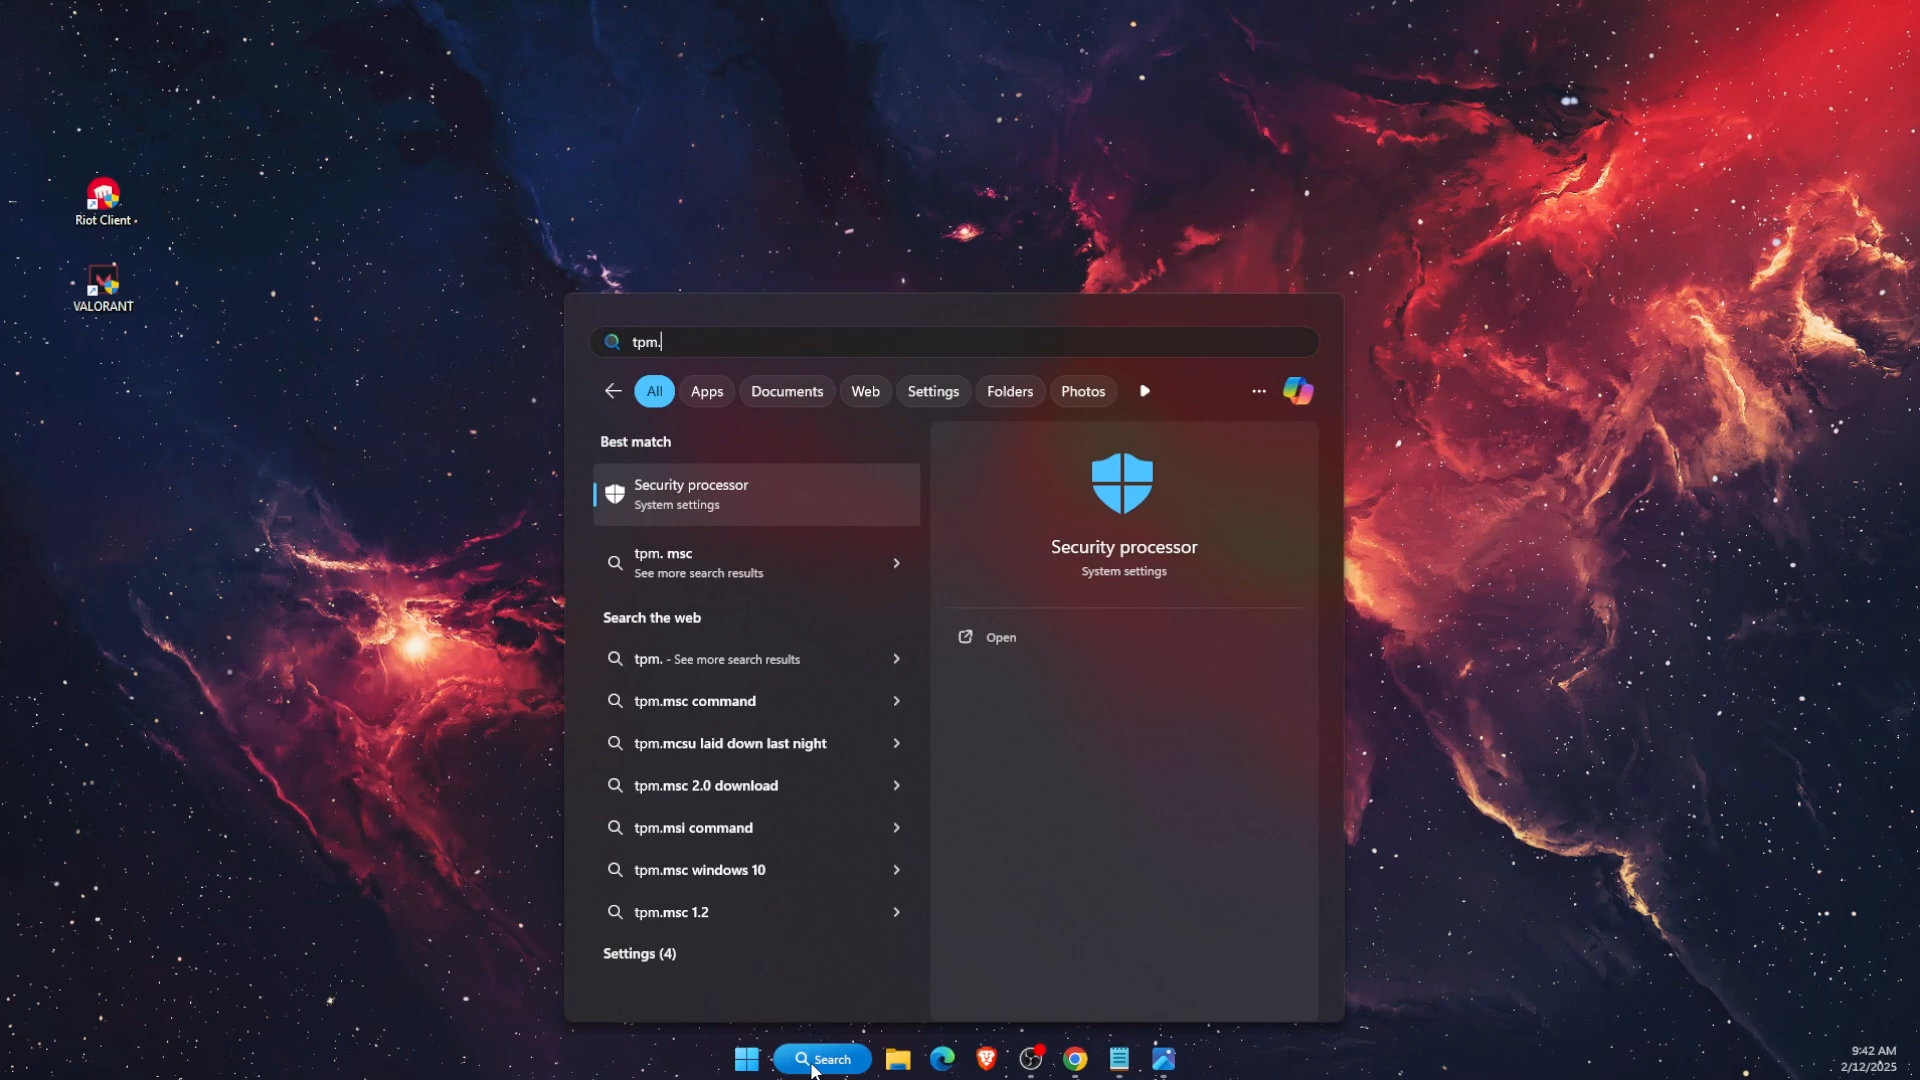 Riot Client -
VALORANT
tpm.
All
Apps
Documents
Web
Settings
Folders
Photos
Best match
Security processor
System settings
tpm. msc
See more search results
Search the web
tpm. - See more search results
tpm.msc command
tpm.mcsu laid down last night
tpm.msc 2.0 download
tpm.msi command
tpm.msc windows 10
tpm.msc 1.2
Settings (4)
Security processor
System settings
Open
Search
9:42 AM
2/12/2025